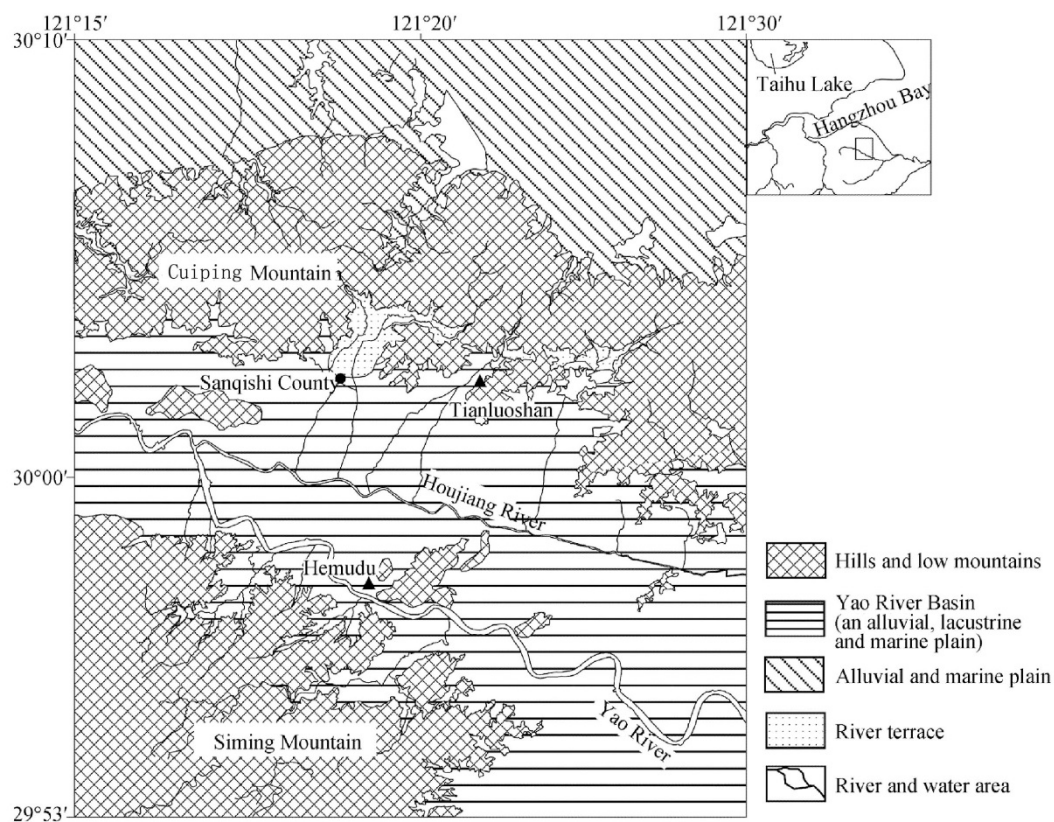 121°15′
121°20′
121°30′
30°10′
30°00′
29°53′
Taihu Lake
Hangzhou Bay
Cuiping Mountain
Sanqishi County
Tianluoshan
Houjiang River
Hemudu
Yao River
Siming Mountain
Hills and low mountains
Yao River Basin
(an alluvial, lacustrine
and marine plain)
Alluvial and marine plain
River terrace
River and water area